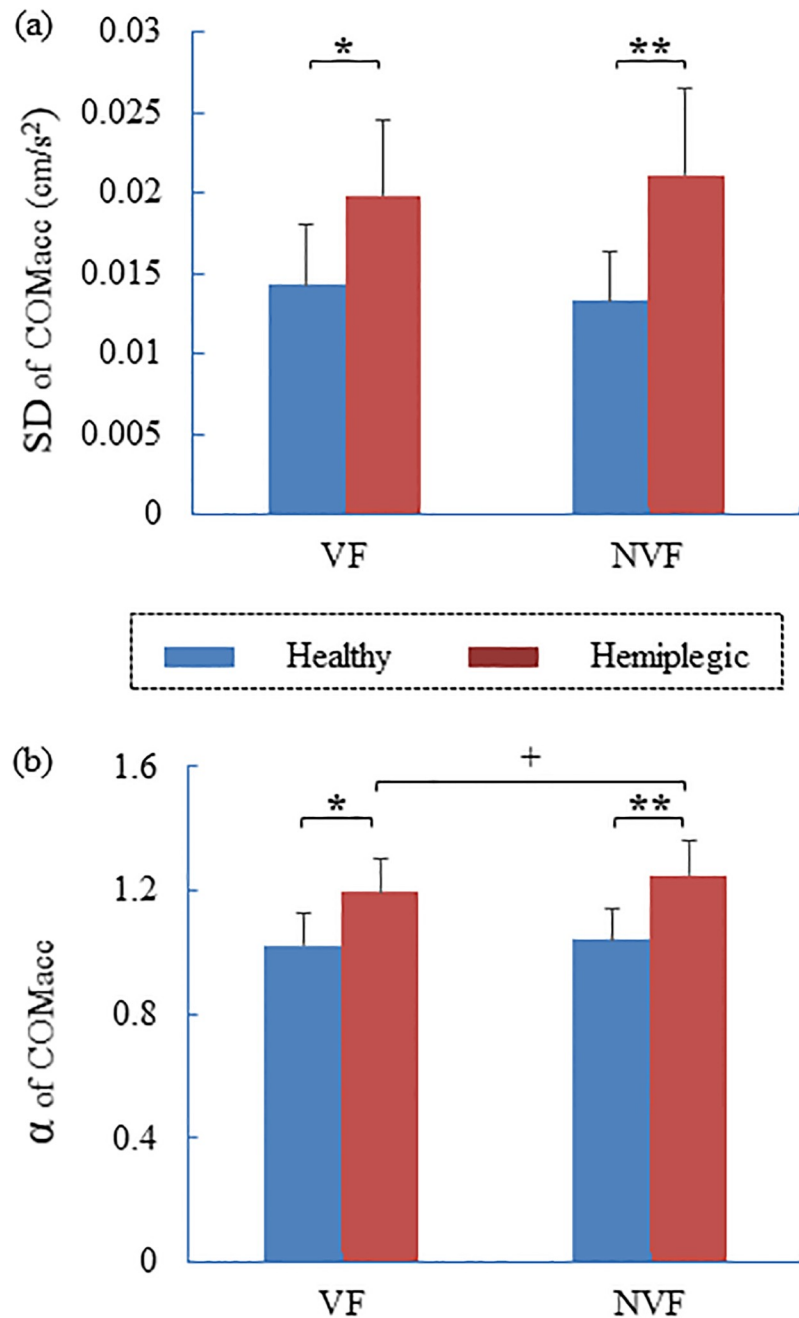 (a)
0.03
0.025
0.02
0.015
0.01
0.005
0
SD of COMacc (cm/s²)
*
**
VF NVF
Healthy Hemiplegic
(b)
1.6
1.2
0.8
0.4
0
α of COMacc
+
*
**
VF NVF